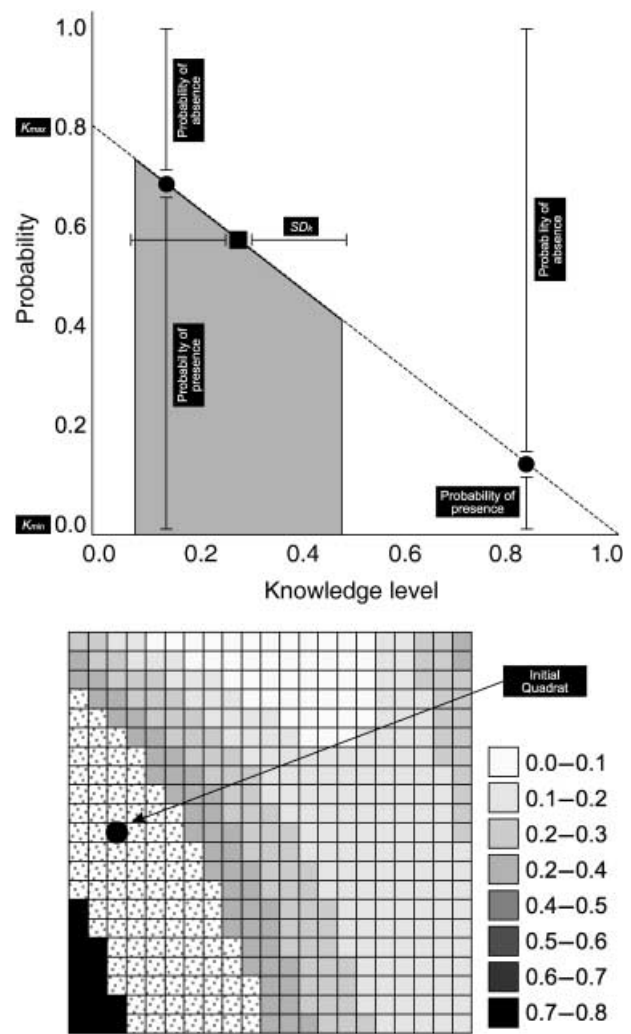 1.0
Probability of
absence
Kmax 0.8
0.6
SDk
Probability of
absence
Probability
0.4
Probability of
presence
0.2
Probability of
presence
Kmin 0.0
0.0 0.2 0.4 0.6 0.8 1.0
Knowledge level
Initial
Quadrat
0.0–0.1
0.1–0.2
0.2–0.3
0.2–0.4
0.4–0.5
0.5–0.6
0.6–0.7
0.7–0.8